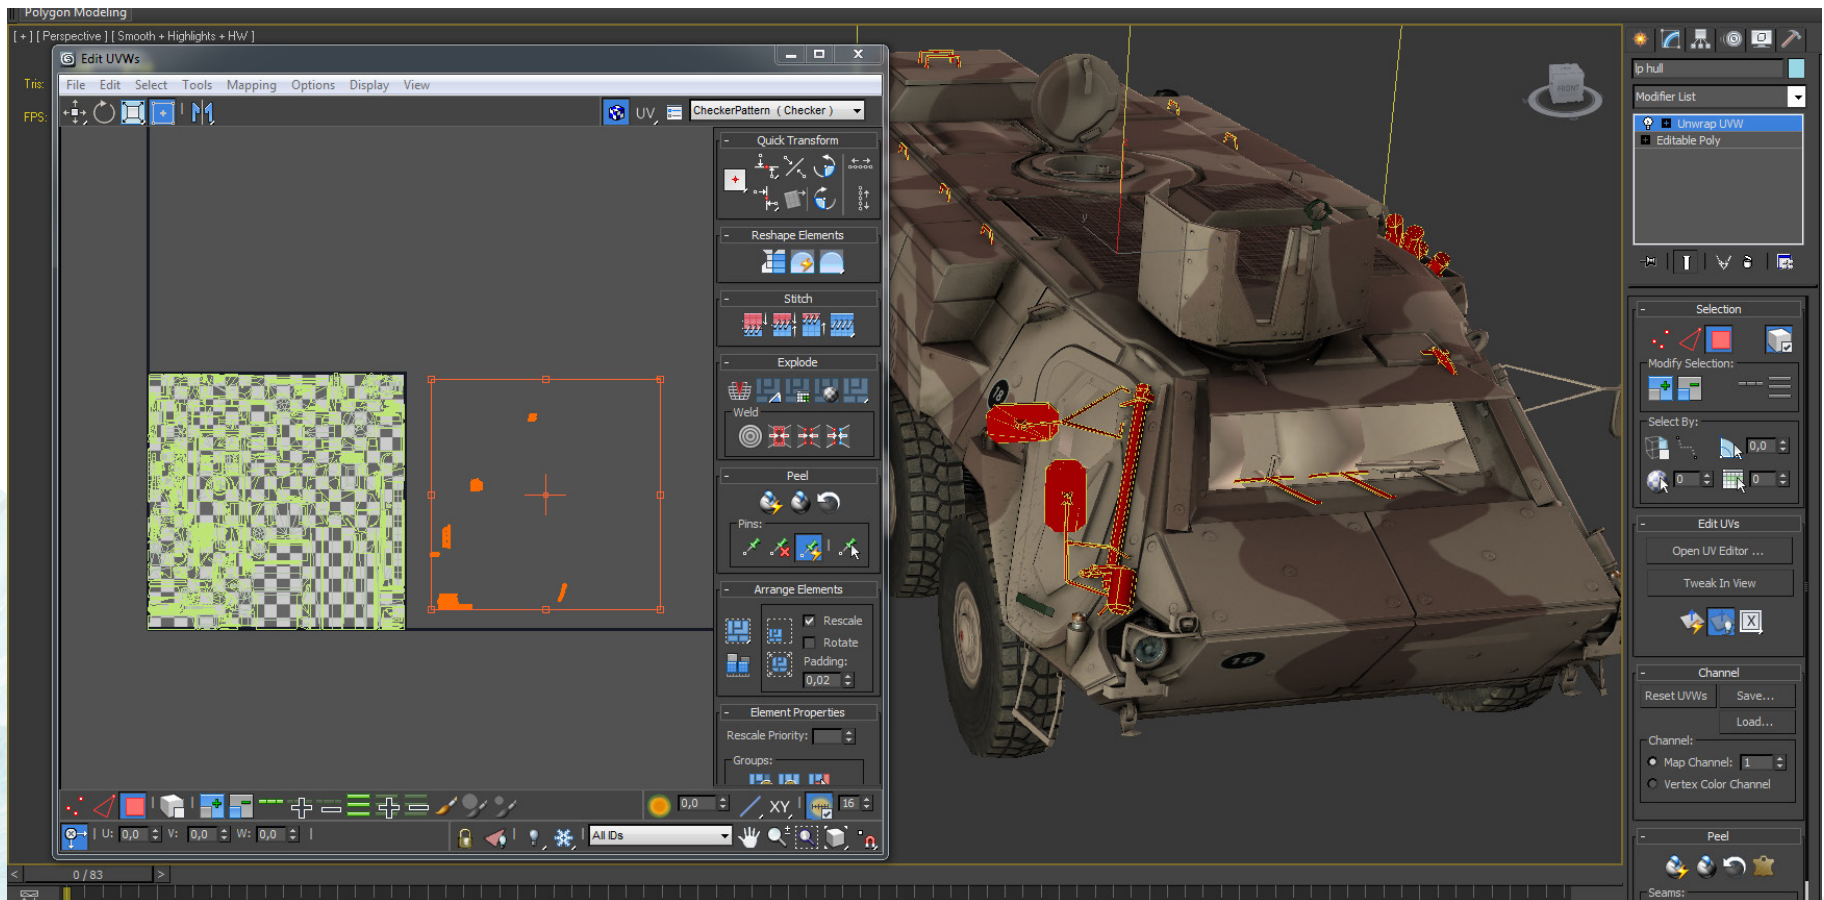 Polygon Modeling
[ + ] [ Perspective ] [ Smooth + Highlights + HW ]
Edit UVWs
Tris:
FPS:
File Edit Select Tools Mapping Options Display View
UV
CheckerPattern ( Checker )
- Quick Transform
- Reshape Elements
- Stitch
- Explode
Weld
- Peel
Pins:
- Arrange Elements
Rescale
Rotate
Padding:
0,02
- Element Properties
Rescale Priority:
Groups:
0,0
XY
16
U: 0,0 V: 0,0 W: 0,0
All IDs
0 / 83
<
>
y
18
18
FRONT
lp hull
Modifier List
Unwrap UVW
Editable Poly
- Selection
Modify Selection:
Select By:
0,0
0
0
- Edit UVs
Open UV Editor ...
Tweak In View
- Channel
Reset UVWs
Save...
Load...
Channel:
Map Channel: 1
Vertex Color Channel
- Peel
Seams: